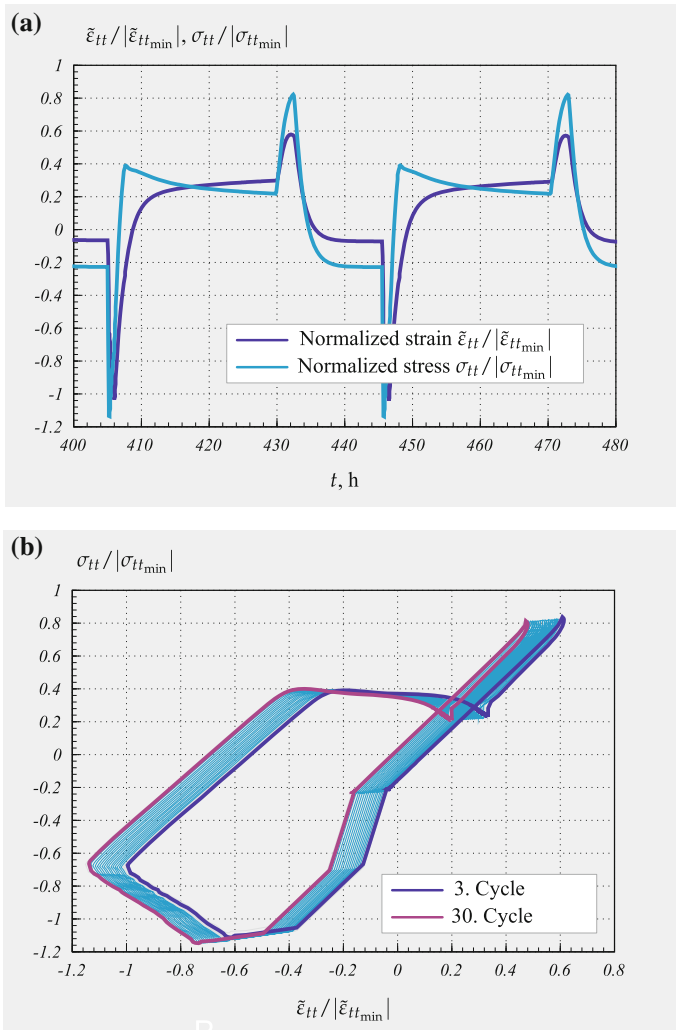 (a)
ε̃tt/|ε̃ttmin|, σtt/|σttmin|
1
0.8
0.6
0.4
0.2
0
-0.2
-0.4
-0.6
-0.8
-1
-1.2
Normalized strain ε̃tt/|ε̃ttmin|
Normalized stress σtt/|σttmin|
400 410 420 430 440 450 460 470 480
t, h
(b)
σtt/|σttmin|
1
0.8
0.6
0.4
0.2
0
-0.2
-0.4
-0.6
-0.8
-1
-1.2
3. Cycle
30. Cycle
-1.2 -1 -0.8 -0.6 -0.4 -0.2 0 0.2 0.4 0.6 0.8
ε̃tt/|ε̃ttmin|